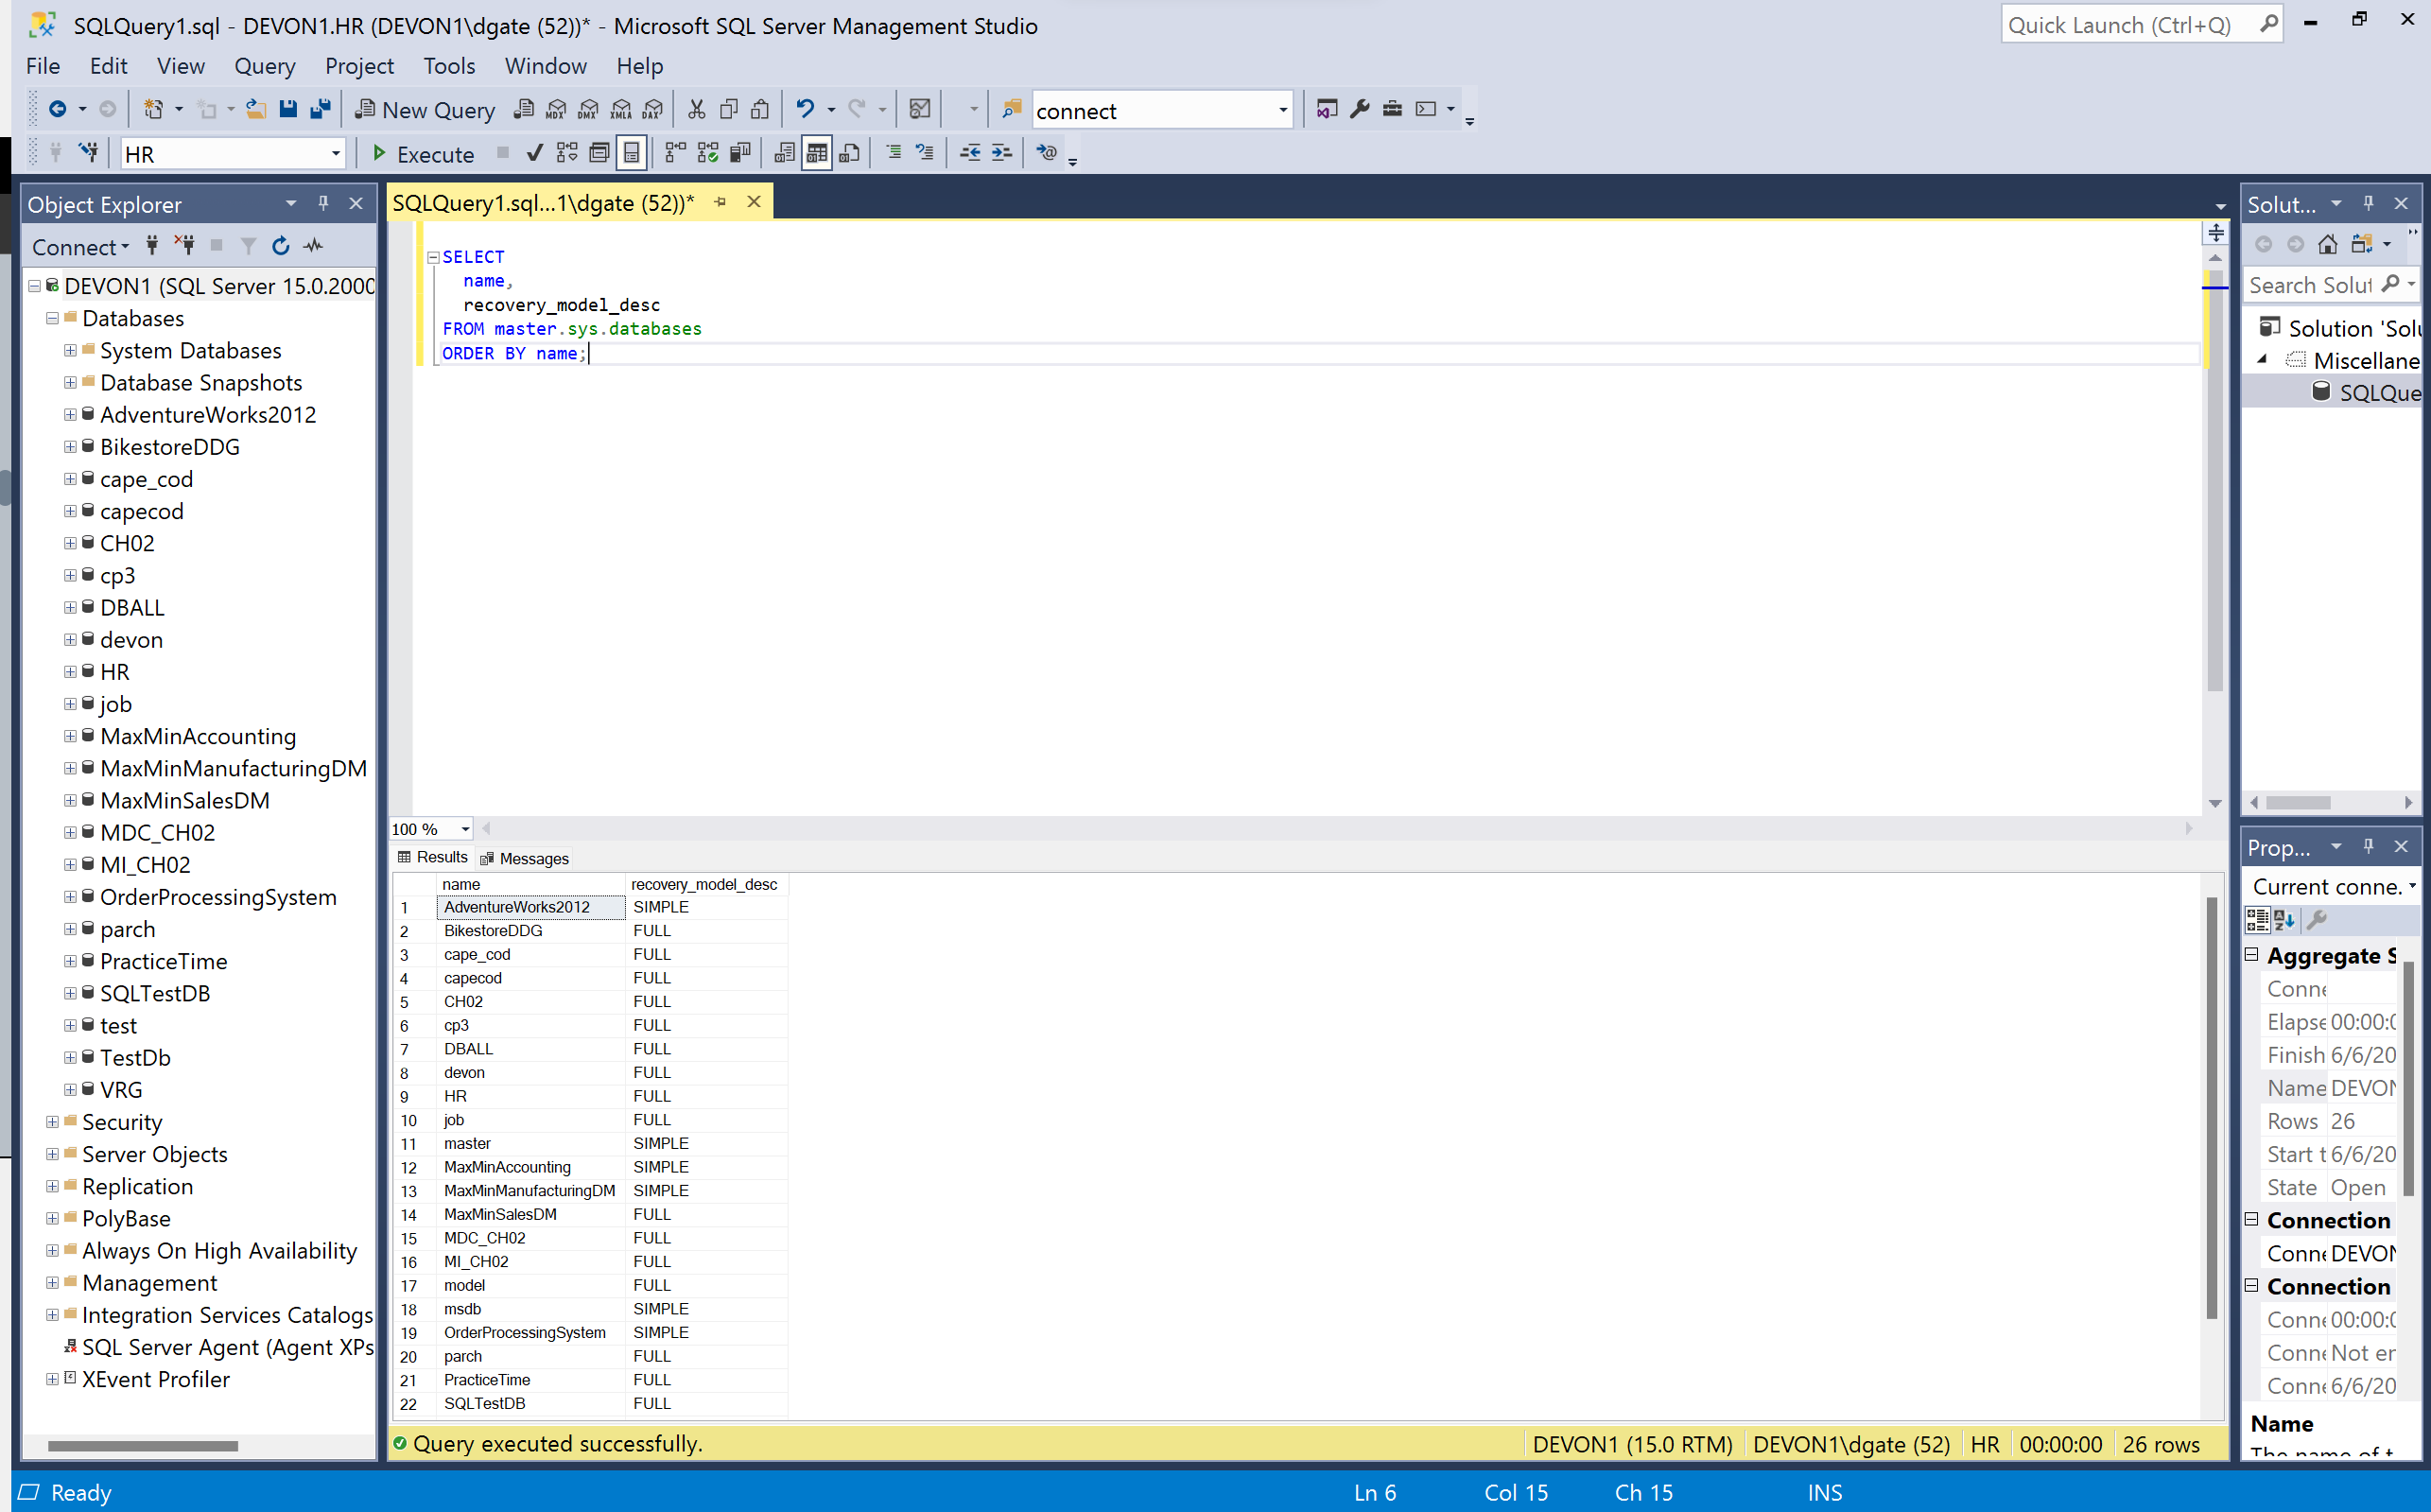 SQLQuery1.sql - DEVON1.HR (DEVON1\dgate (52))* - Microsoft SQL Server Management Studio
Quick Launch (Ctrl+Q)
File Edit View Query Project Tools Window Help
New Query MDX DMX XMLA DAX connect
HR Execute
Object Explorer
Connect
DEVON1 (SQL Server 15.0.2000
Databases
System Databases
Database Snapshots
AdventureWorks2012
BikestoreDDG
cape_cod
capecod
CH02
cp3
DBALL
devon
HR
job
MaxMinAccounting
MaxMinManufacturingDM
MaxMinSalesDM
MDC_CH02
MI_CH02
OrderProcessingSystem
parch
PracticeTime
SQLTestDB
test
TestDb
VRG
Security
Server Objects
Replication
PolyBase
Always On High Availability
Management
Integration Services Catalogs
SQL Server Agent (Agent XPs
XEvent Profiler
SQLQuery1.sql...1\dgate (52))*
SELECT
name,
recovery_model_desc
FROM master.sys.databases
ORDER BY name;
100 %
Results Messages
name recovery_model_desc
1 AdventureWorks2012 SIMPLE
2 BikestoreDDG FULL
3 cape_cod FULL
4 capecod FULL
5 CH02 FULL
6 cp3 FULL
7 DBALL FULL
8 devon FULL
9 HR FULL
10 job FULL
11 master SIMPLE
12 MaxMinAccounting SIMPLE
13 MaxMinManufacturingDM SIMPLE
14 MaxMinSalesDM FULL
15 MDC_CH02 FULL
16 MI_CH02 FULL
17 model FULL
18 msdb SIMPLE
19 OrderProcessingSystem SIMPLE
20 parch FULL
21 PracticeTime FULL
22 SQLTestDB FULL
Query executed successfully. DEVON1 (15.0 RTM) DEVON1\dgate (52) HR 00:00:00 26 rows
Solut...
Search Solut
Solution 'Solu
Miscellane
SQLQue
Prop...
Current conne.
Aggregate S
Conne
Elapse 00:00:0
Finish 6/6/20
Name DEVON
Rows 26
Start t 6/6/20
State Open
Connection
Conne DEVON
Connection
Conne 00:00:0
Conne Not en
Conne 6/6/20
Name
Ready Ln 6 Col 15 Ch 15 INS